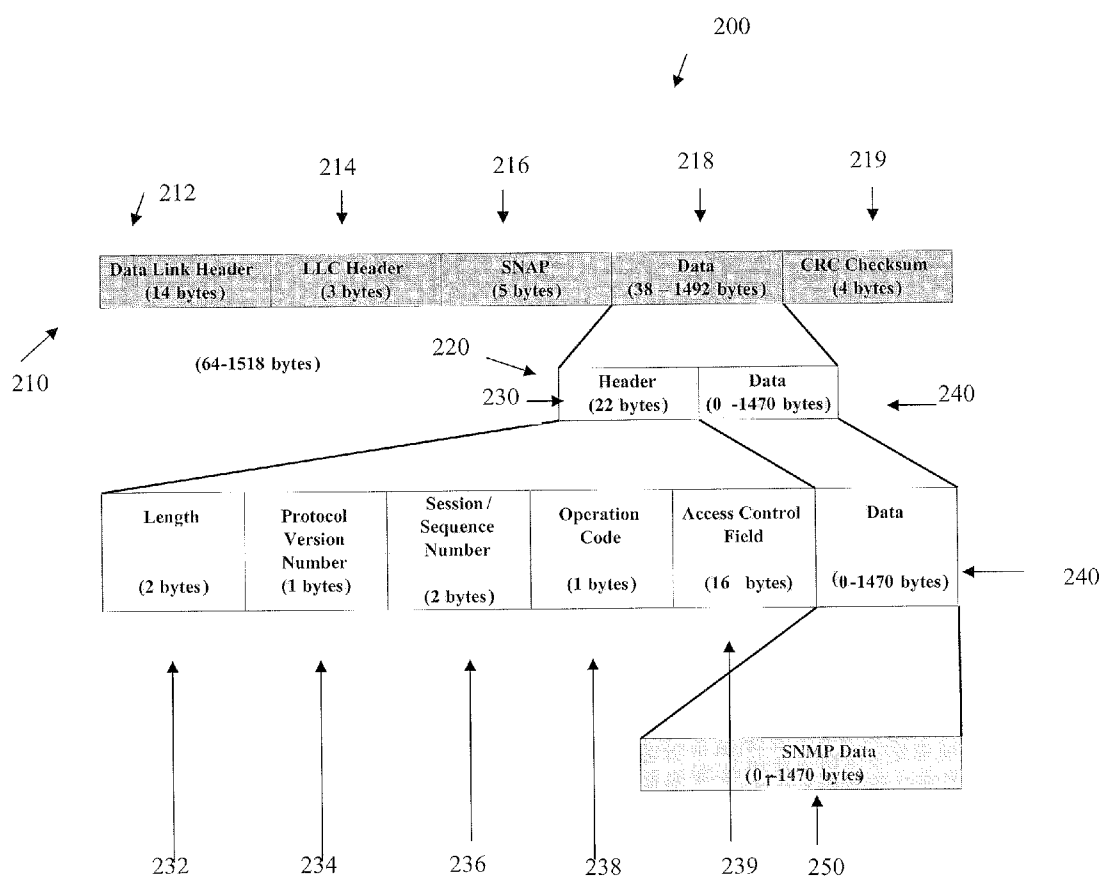 200
214
216
218
219
212
Data Link Header
(14 bytes)
LLC Header
(3 bytes)
SNAP
(5 bytes)
Data
(38 – 1492 bytes)
CRC Checksum
(4 bytes)
210
(64-1518 bytes)
220
230
Header
(22 bytes)
Data
(0 -1470 bytes)
240
Length
(2 bytes)
Protocol
Version
Number
(1 bytes)
Session /
Sequence
Number
(2 bytes)
Operation
Code
(1 bytes)
Access Control
Field
(16 bytes)
Data
(0-1470 bytes)
240
SNMP Data
(0-1470 bytes)
232
234
236
238
239
250